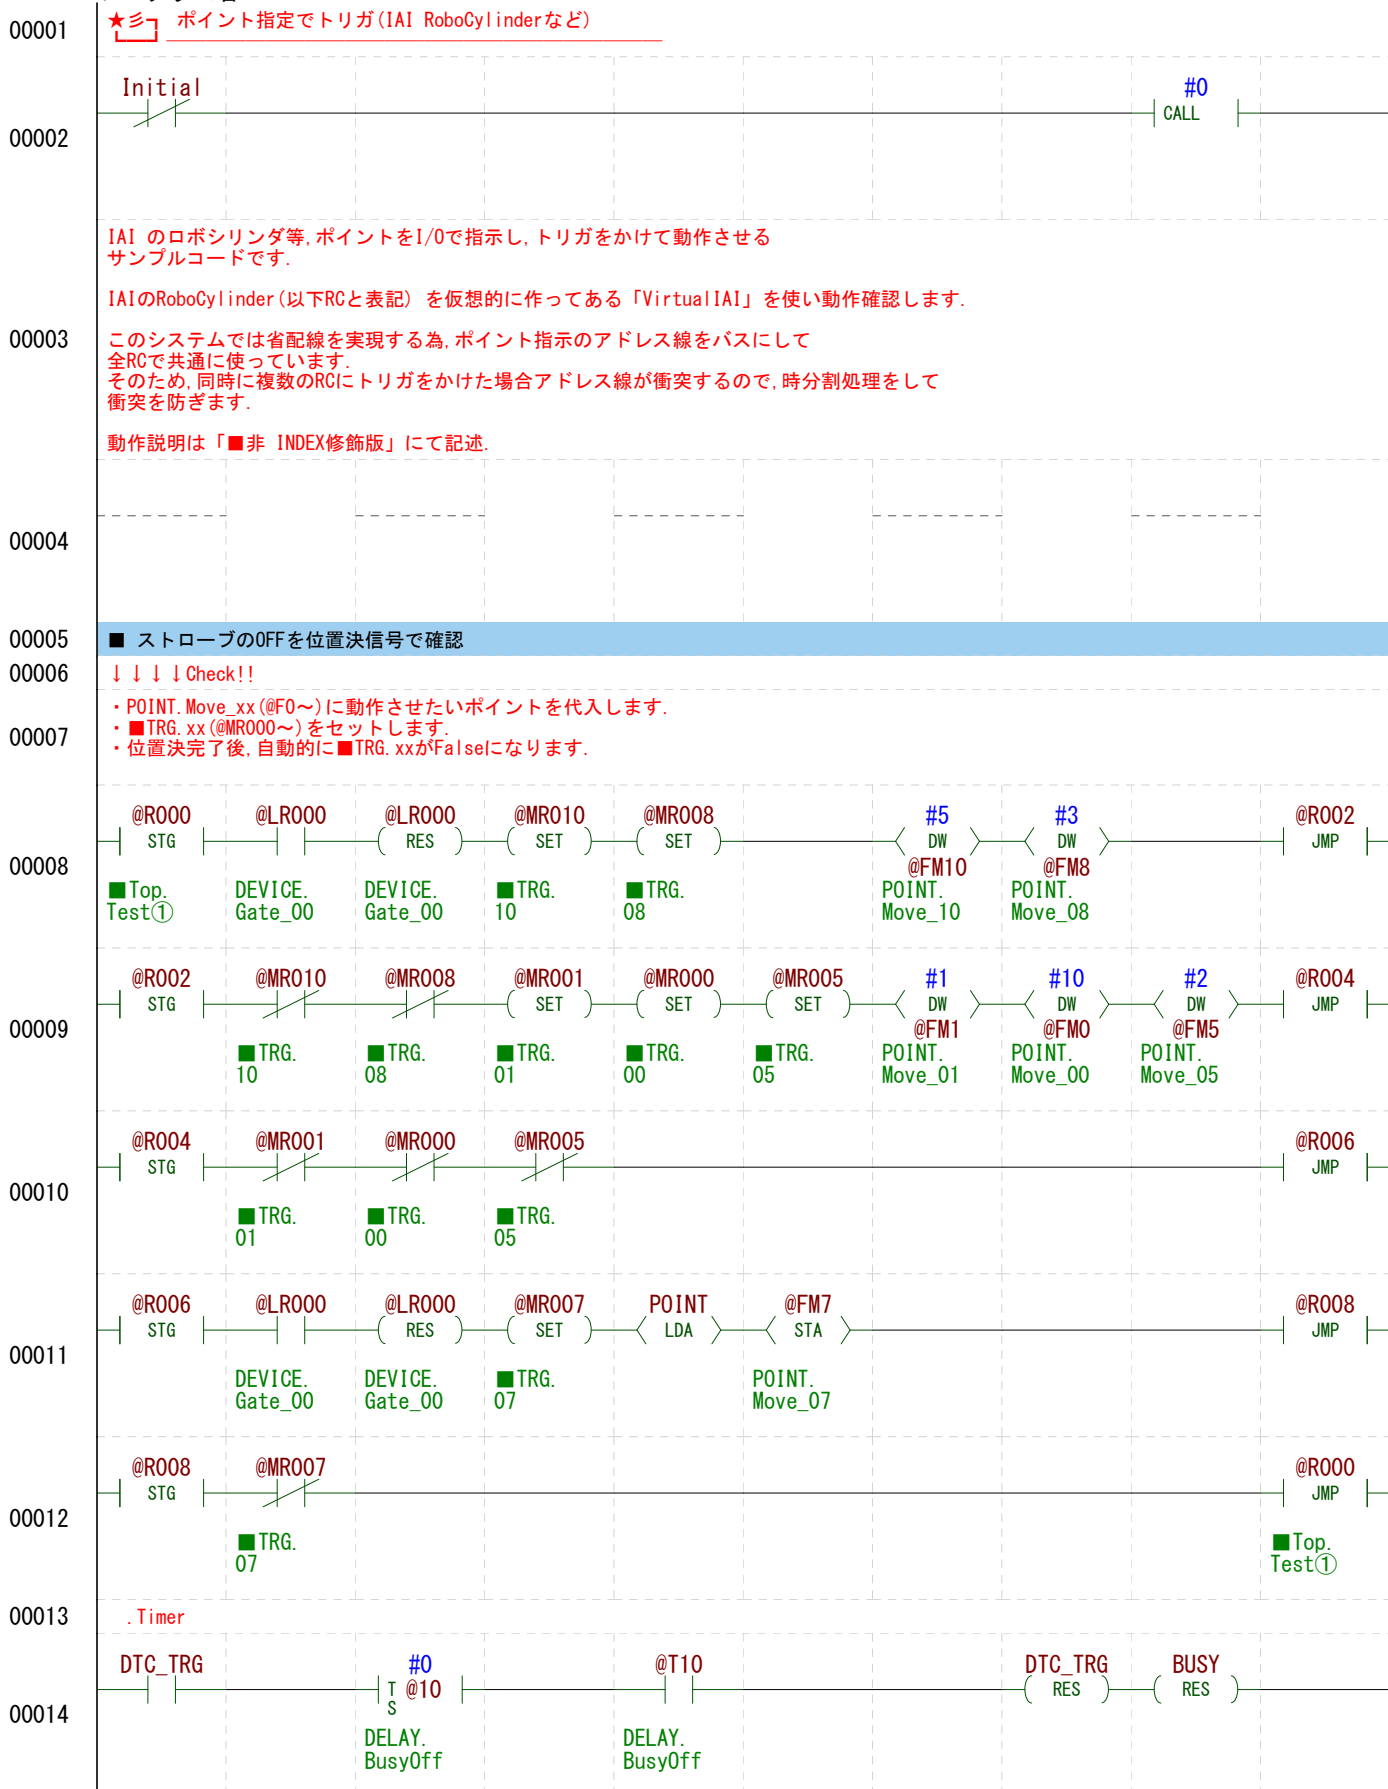 00001
★彡┓ ポイント指定でトリガ(IAI RoboCylinderなど)
Initial
#0
CALL
00002
IAI のロボシリンダ等,ポイントをI/Oで指示し,トリガをかけて動作させる
サンプルコードです.
IAIのRoboCylinder(以下RCと表記) を仮想的に作ってある「VirtualIAI」を使い動作確認します.
00003
このシステムでは省配線を実現する為,ポイント指示のアドレス線をバスにして
全RCで共通に使っています.
そのため,同時に複数のRCにトリガをかけた場合アドレス線が衝突するので,時分割処理をして
衝突を防ぎます.
動作説明は「■非 INDEX修飾版」にて記述.
00004
00005
■ ストローブのOFFを位置決信号で確認
00006
↓↓↓↓Check!!
00007
・POINT.Move_xx(@F0～)に動作させたいポイントを代入します.
・■TRG.xx(@MR000～)をセットします.
・位置決完了後,自動的に■TRG.xxがFalseになります.
@R000 @LR000 @LR000 @MR010 @MR008 #5 #3 @R002
STG RES SET SET DW DW JMP
00008
@FM10 @FM8
■Top. DEVICE. DEVICE. ■TRG. ■TRG. POINT. POINT.
Test① Gate_00 Gate_00 10 08 Move_10 Move_08
@R002 @MR010 @MR008 @MR001 @MR000 @MR005 #1 #10 #2 @R004
STG SET SET SET DW DW DW JMP
00009
@FM1 @FM0 @FM5
■TRG. ■TRG. ■TRG. ■TRG. ■TRG. POINT. POINT. POINT.
10 08 01 00 05 Move_01 Move_00 Move_05
@R004 @MR001 @MR000 @MR005 @R006
STG JMP
00010
■TRG. ■TRG. ■TRG.
01 00 05
@R006 @LR000 @LR000 @MR007 POINT @FM7 @R008
STG RES SET LDA STA JMP
00011
DEVICE. DEVICE. ■TRG. POINT.
Gate_00 Gate_00 07 Move_07
@R008 @MR007 @R000
STG JMP
00012
■TRG. ■Top.
07 Test①
00013
.Timer
DTC_TRG #0 @T10 DTC_TRG BUSY
TS @10 RES RES
00014
DELAY. DELAY.
BusyOff BusyOff